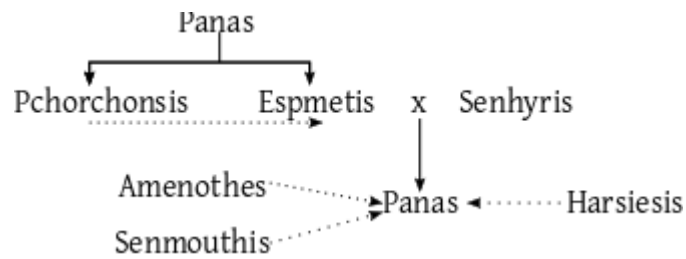 Panas
Pchorchonsis Espmetis x Senhyris
Amenothes
Panas Harsiesis
Senmouthis